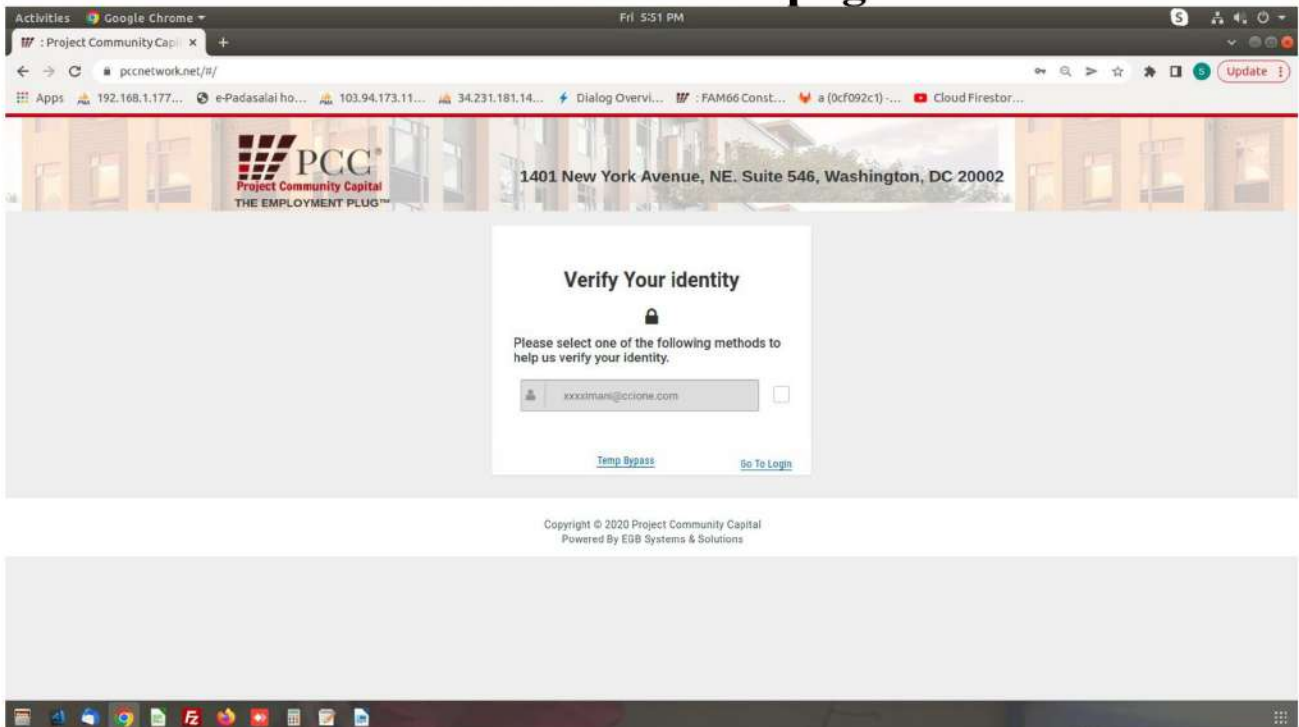 Activities Google Chrome Fri 5:51 PM S
: Project Community Capi × +
pccnetwork.net/#/ S Update
Apps 192.168.1.177... e-Padasalai ho... 103.94.173.11... 34.231.181.14... Dialog Overvi... : FAM66 Const... a (0cf092c1) -... Cloud Firestor...
PCC
Project Community Capital
THE EMPLOYMENT PLUG™
1401 New York Avenue, NE. Suite 546, Washington, DC 20002
Verify Your identity
Please select one of the following methods to
help us verify your identity.
xxxximani@ccione.com
Temp Bypass Go To Login
Copyright © 2020 Project Community Capital
Powered By EGB Systems & Solutions